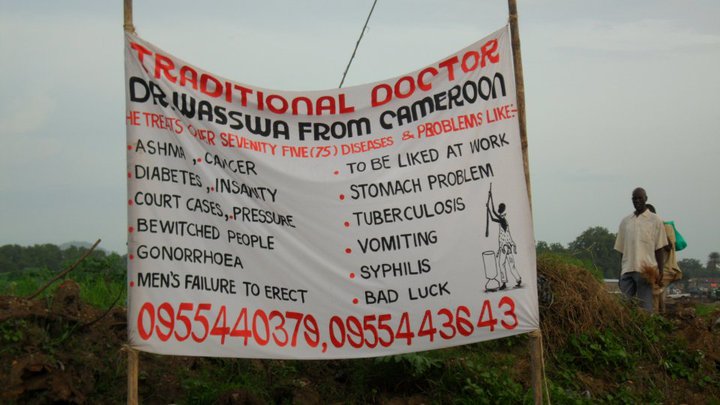 TRADITIONAL DOCTOR
DR. WASSWA FROM CAMEROON
HE TREATS OVER SEVENITY FIVE (75) DISEASES & PROBLEMS LIKE:-
• ASHMA, CANCER
• DIABETES, INSANITY
• COURT CASES, PRESSURE
• BEWITCHED PEOPLE
• GONORRHOEA
• MEN'S FAILURE TO ERECT
• TO BE LIKED AT WORK
• STOMACH PROBLEM
• TUBERCULOSIS
• VOMITING
• SYPHILIS
• BAD LUCK
0955440379, 0955443643